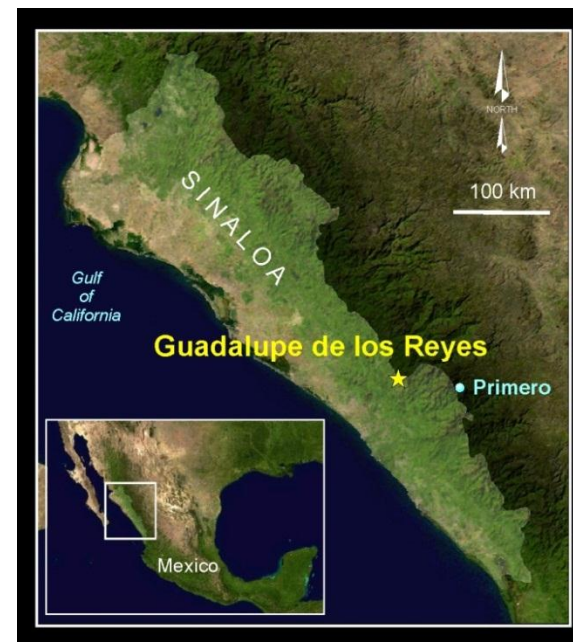 NORTH
100 km
SINALOA
Gulf
of
California
Guadalupe de los Reyes
Primero
Mexico